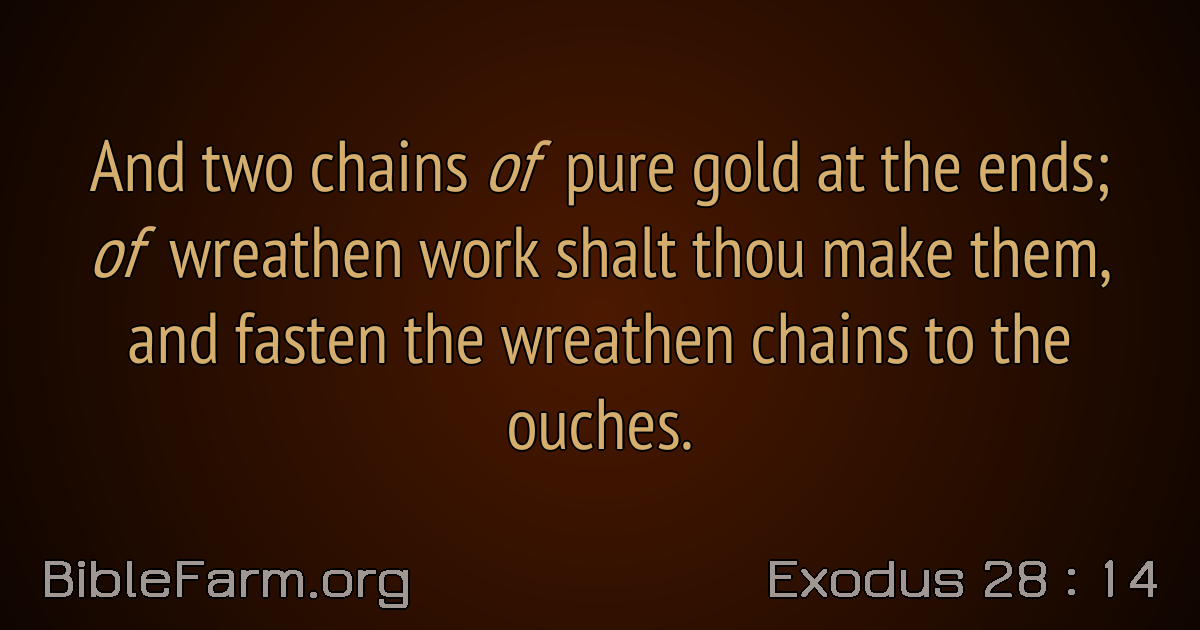 And two chains of pure gold at the ends;
of wreathen work shalt thou make them,
and fasten the wreathen chains to the
ouches.
BibleFarm.org
Exodus 28 : 14